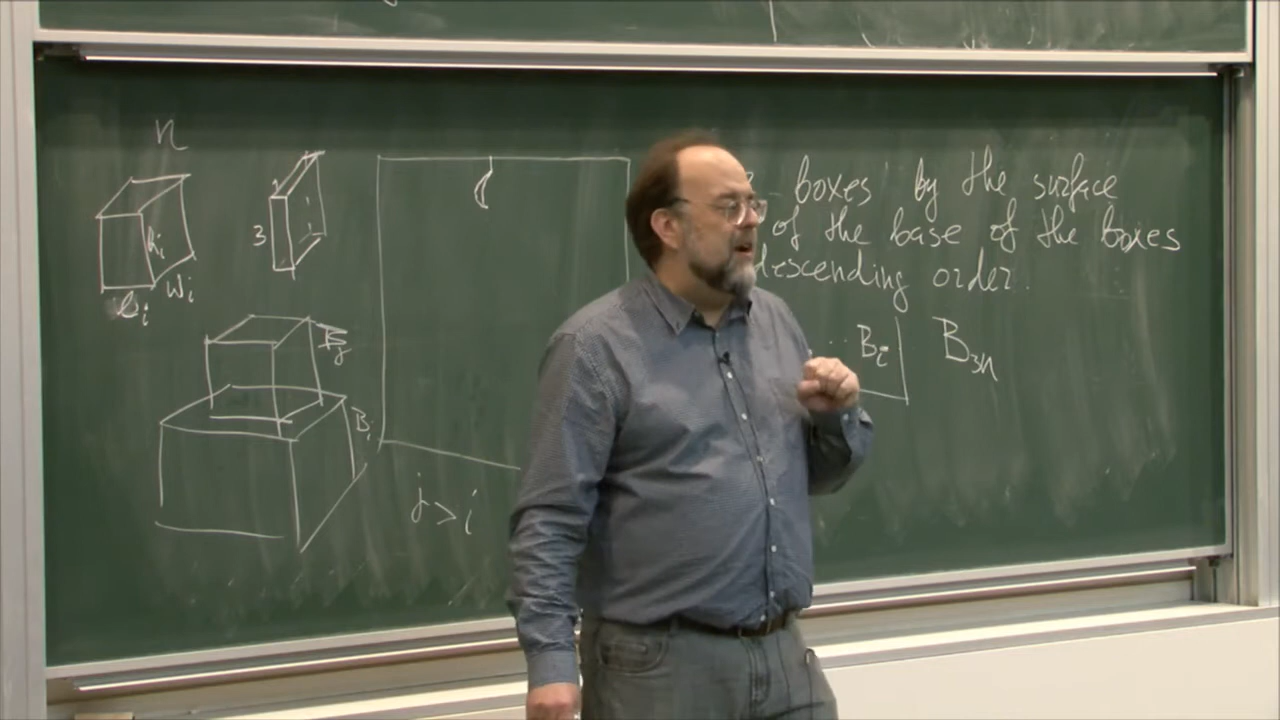 n
h_i
b_i
w_i
3
B_j
B_i
j > i
boxes by the surface
of the base of the boxes
descending order.
.. B_i B_3n